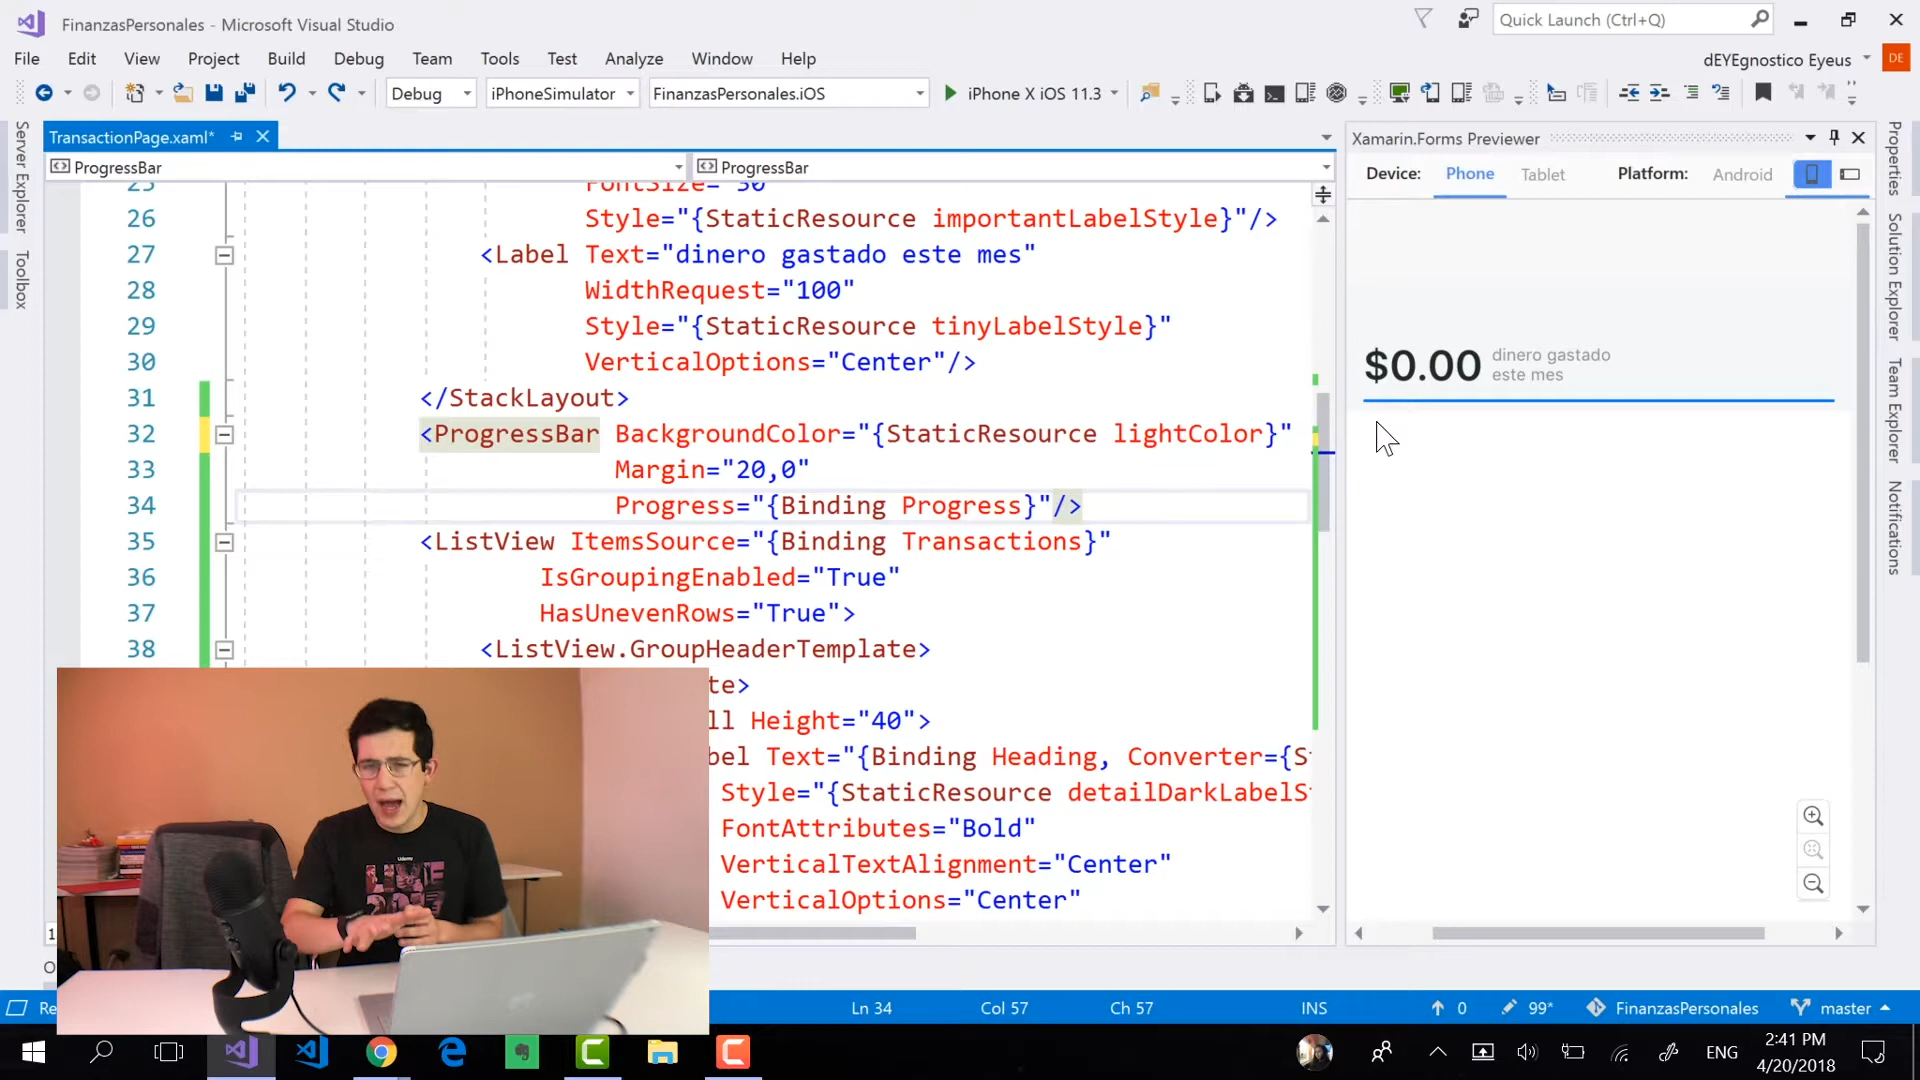 FinanzasPersonales - Microsoft Visual Studio
Quick Launch (Ctrl+Q)
File Edit View Project Build Debug Team Tools Test Analyze Window Help
dEYEgnostico Eyeus DE
Debug iPhoneSimulator FinanzasPersonales.iOS iPhone X iOS 11.3
Server Explorer
Toolbox
TransactionPage.xaml*
ProgressBar ProgressBar
25 FontSize="30"
26 Style="{StaticResource importantLabelStyle}"/>
27 <Label Text="dinero gastado este mes"
28 WidthRequest="100"
29 Style="{StaticResource tinyLabelStyle}"
30 VerticalOptions="Center"/>
31 </StackLayout>
32 <ProgressBar BackgroundColor="{StaticResource lightColor}"
33 Margin="20,0"
34 Progress="{Binding Progress}"/>
35 <ListView ItemsSource="{Binding Transactions}"
36 IsGroupingEnabled="True"
37 HasUnevenRows="True">
38 <ListView.GroupHeaderTemplate>
te>
ll Height="40">
bel Text="{Binding Heading, Converter={S
Style="{StaticResource detailDarkLabelS
FontAttributes="Bold"
VerticalTextAlignment="Center"
VerticalOptions="Center"
Xamarin.Forms Previewer
Device: Phone Tablet Platform: Android
$0.00 dinero gastado
este mes
Properties
Solution Explorer
Team Explorer
Notifications
Udemy
LIVE
Re
Ln 34 Col 57 Ch 57 INS 0 99* FinanzasPersonales master
ENG
2:41 PM
4/20/2018